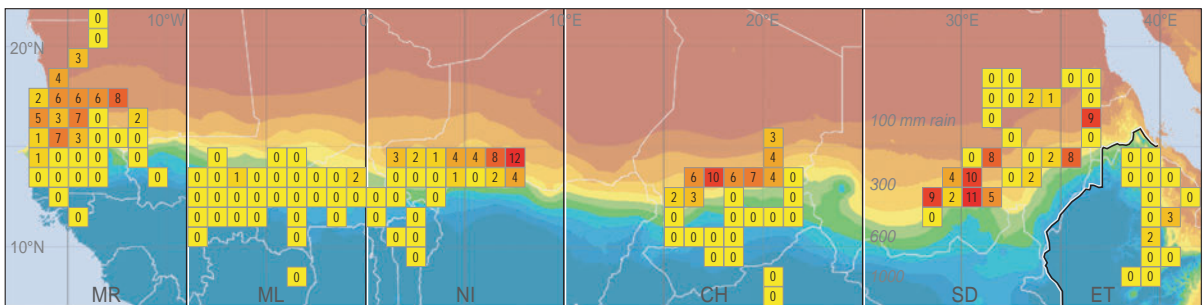 0 10°W 0° 10°E 20°E 30°E 40°E
0
20°N
3
4 0 0 0 0
2 6 6 6 8 0 0 2 1 0 0
5 3 7 0 2 100 mm rain 0 9
1 7 3 0 0 0 3 0 0
1 0 0 0 0 0 0 3 2 1 4 4 8 12 4 0 8 0 2 8 0 0
0 0 0 0 0 0 0 1 0 0 0 0 0 2 0 0 0 1 0 2 4 6 10 6 7 4 0 300 4 10 0 2 0 0
0 0 0 0 0 0 0 0 0 0 0 0 0 2 3 0 0 9 2 11 5 0
0 0 0 0 0 0 0 0 0 0 0 0 0 0 0 0 0 0 3
10°N 0 0 0 0 0 0 0 0 600 2
0 0 0 0 0
0 0 1000 0 0
0
MR ML NI CH SD ET